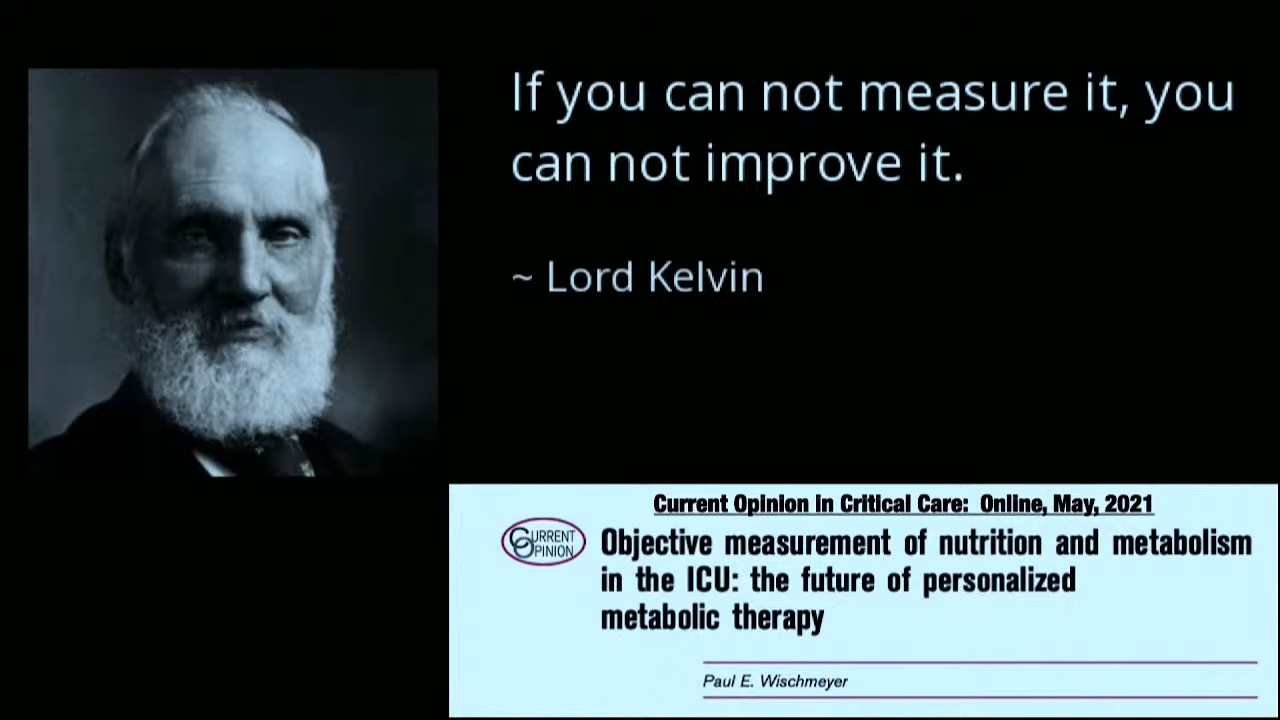 If you can not measure it, you
can not improve it.
~ Lord Kelvin
Current Opinion in Critical Care: Online, May, 2021
CURRENT
OPINION
Objective measurement of nutrition and metabolism
in the ICU: the future of personalized
metabolic therapy
Paul E. Wischmeyer